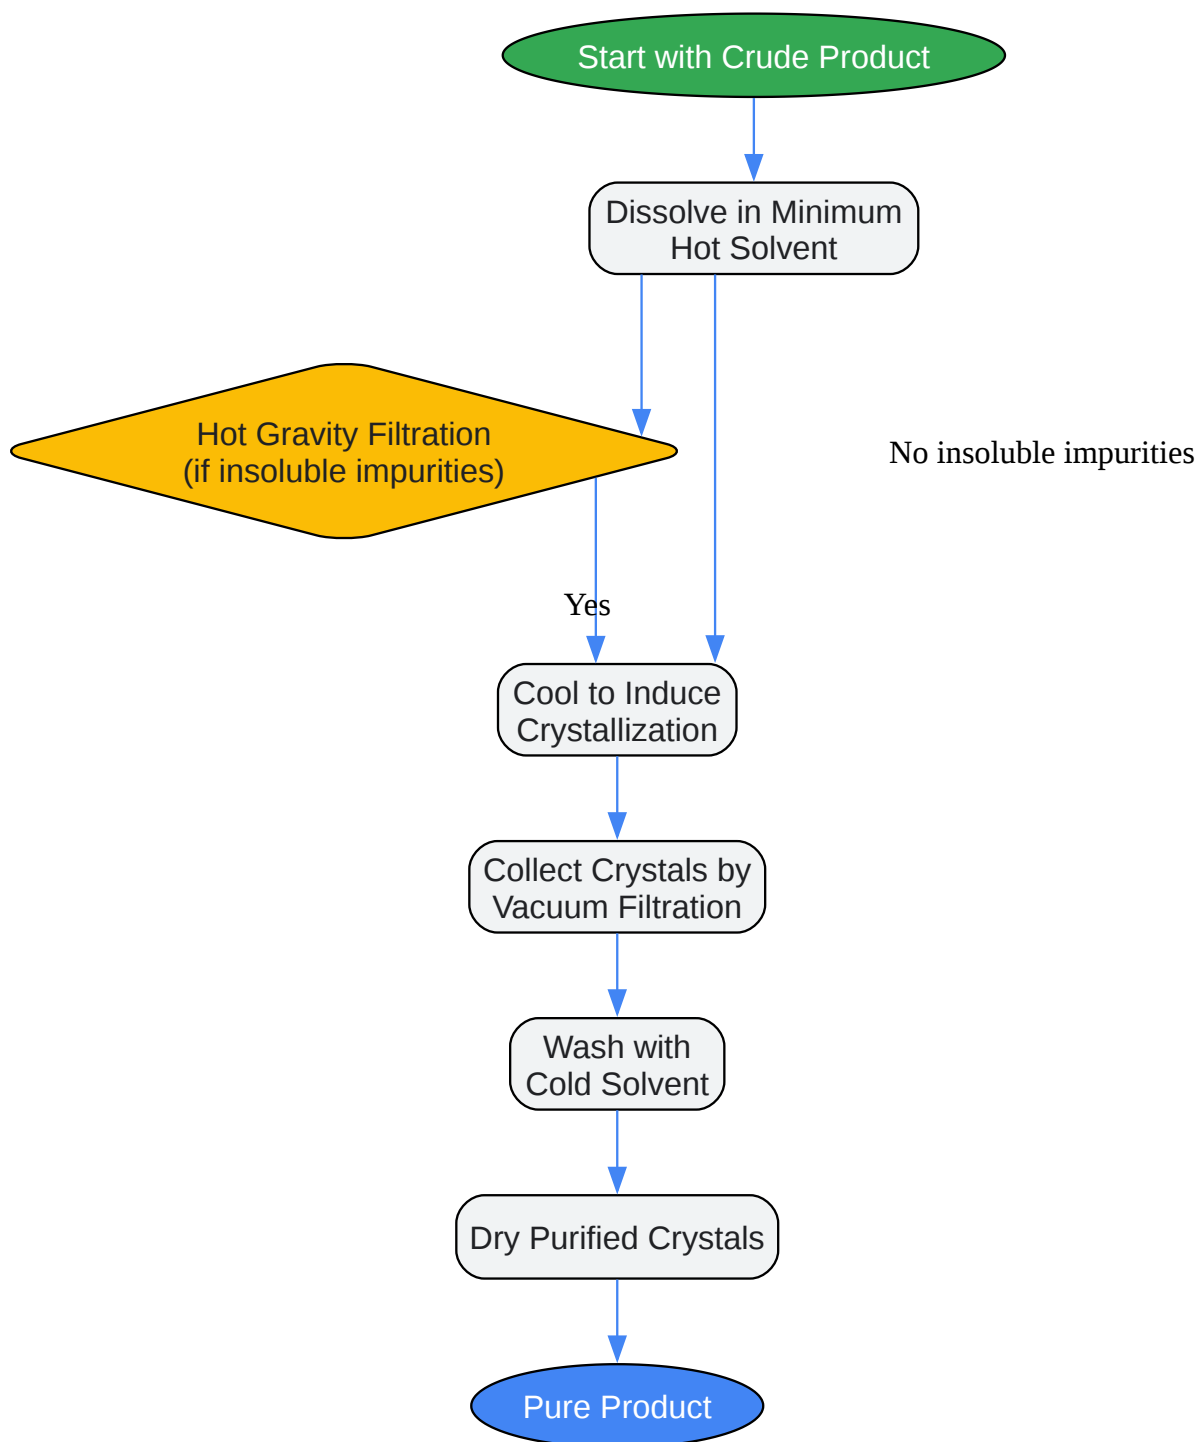 Start with Crude Product
Dissolve in Minimum
Hot Solvent
Hot Gravity Filtration
(if insoluble impurities)
No insoluble impurities
Yes
Cool to Induce
Crystallization
Collect Crystals by
Vacuum Filtration
Wash with
Cold Solvent
Dry Purified Crystals
Pure Product